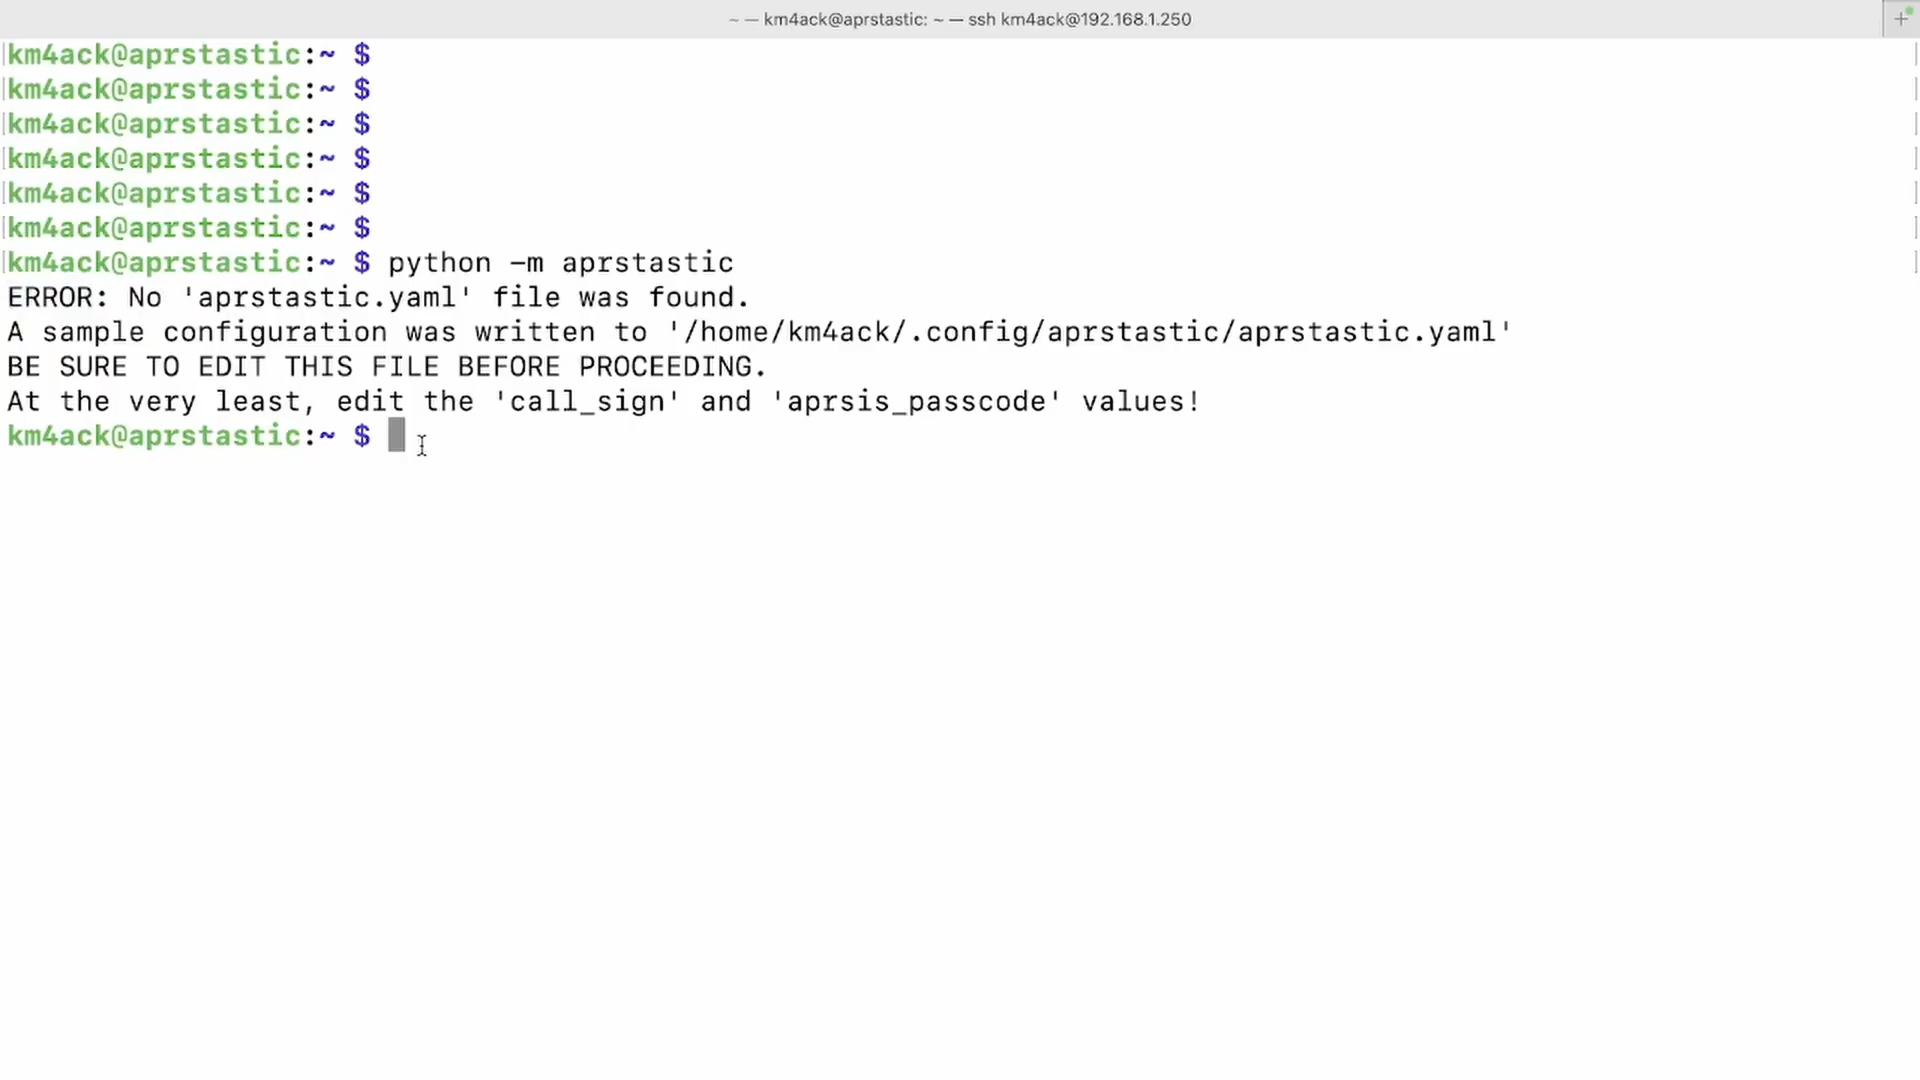 ~ — km4ack@aprstastic: ~ — ssh km4ack@192.168.1.250
km4ack@aprstastic:~ $
km4ack@aprstastic:~ $
km4ack@aprstastic:~ $
km4ack@aprstastic:~ $
km4ack@aprstastic:~ $
km4ack@aprstastic:~ $
km4ack@aprstastic:~ $ python -m aprstastic
ERROR: No 'aprstastic.yaml' file was found.
A sample configuration was written to '/home/km4ack/.config/aprstastic/aprstastic.yaml'
BE SURE TO EDIT THIS FILE BEFORE PROCEEDING.
At the very least, edit the 'call_sign' and 'aprsis_passcode' values!
km4ack@aprstastic:~ $